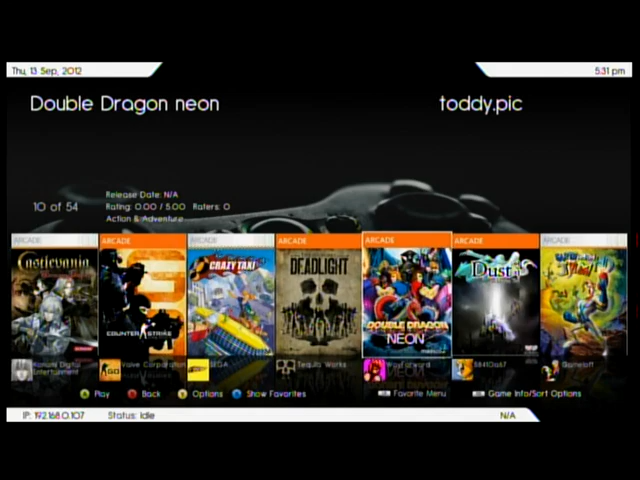 Thu, 13 Sep, 2012
5:31 pm
Double Dragon neon
toddy.pic
10 of 54
Release Date: N/A
Rating: 0.00 / 5.00 Raters: 0
Action & Adventure
ARCADE
ARCADE
ARCADE
ARCADE
ARCADE
ARCADE
ARCADE
Castlevania
COUNTER STRIKE
CRAZY TAXI
DEADLIGHT
DOUBLE DRAGON
NEON
Dust
KONAMI
GO
Konami Digital
Entertainment
Valve Corporation
SEGA
Tequila Works
WayForward
58410a67
Gameloft
A Play
B Back
Y Options
X Show Favorites
Favorite Menu
Game Info/Sort Options
IP: 192.168.0.107
Status: Idle
N/A